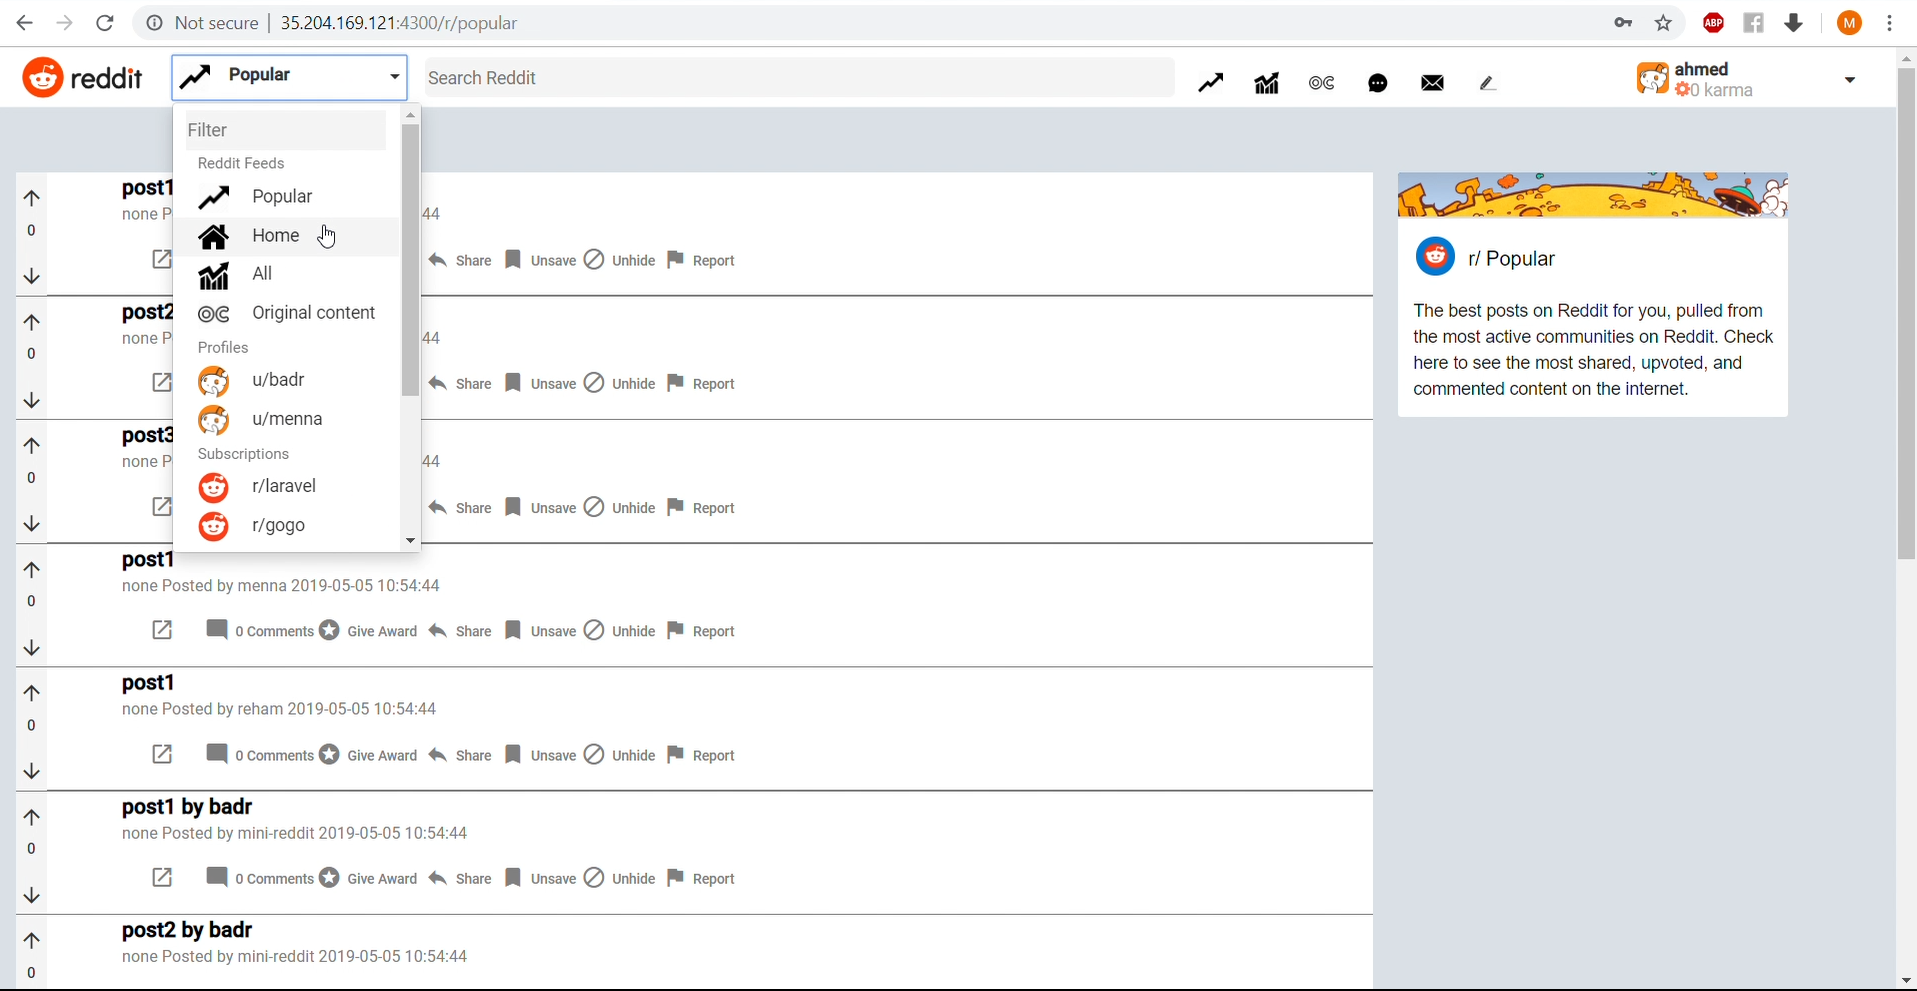 Not secure | 35.204.169.121:4300/r/popular
ABP
M
reddit
Popular
Search Reddit
OC
ahmed
0 karma
Filter
Reddit Feeds
Popular
Home
All
OC Original content
Profiles
u/badr
u/menna
Subscriptions
r/laravel
r/gogo
post1
none P 44
0
Share Unsave Unhide Report
post2
none P 44
0
Share Unsave Unhide Report
post3
none P 44
0
Share Unsave Unhide Report
post1
none Posted by menna 2019-05-05 10:54:44
0
0 Comments Give Award Share Unsave Unhide Report
post1
none Posted by reham 2019-05-05 10:54:44
0
0 Comments Give Award Share Unsave Unhide Report
post1 by badr
none Posted by mini-reddit 2019-05-05 10:54:44
0
0 Comments Give Award Share Unsave Unhide Report
post2 by badr
none Posted by mini-reddit 2019-05-05 10:54:44
0
r/ Popular
The best posts on Reddit for you, pulled from
the most active communities on Reddit. Check
here to see the most shared, upvoted, and
commented content on the internet.